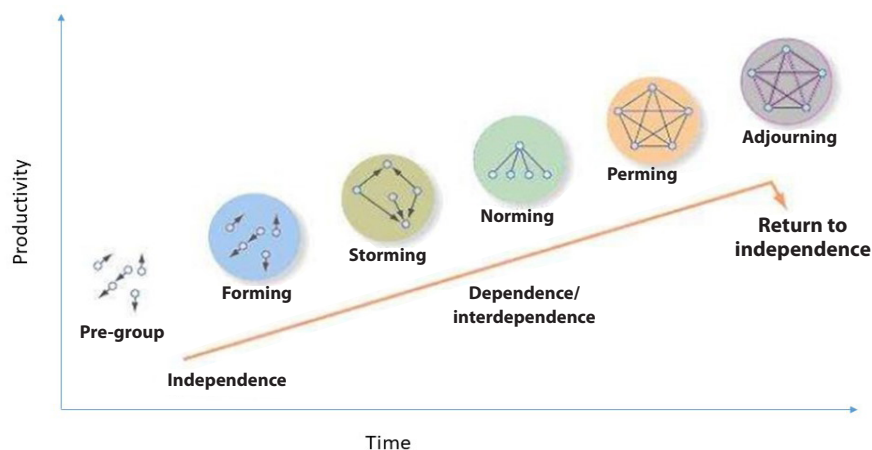 Productivity
Adjourning
Perming
Return to
independence
Norming
Storming
Forming
Dependence/
interdependence
Pre-group
Independence
Time